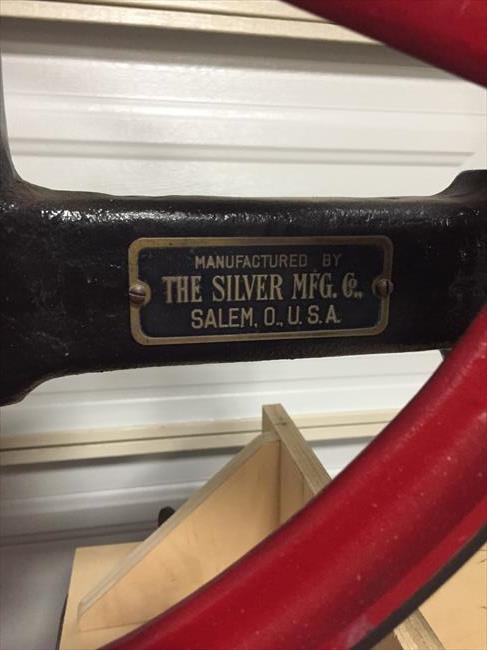 MANUFACTURED BY
THE SILVER MFG. Co.,
SALEM, O., U.S.A.